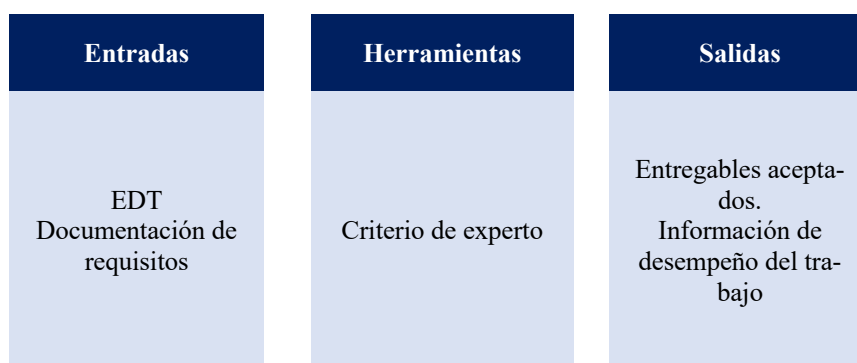 Entradas
EDT
Documentación de
requisitos
Herramientas
Criterio de experto
Salidas
Entregables acepta-
dos.
Información de
desempeño del tra-
bajo